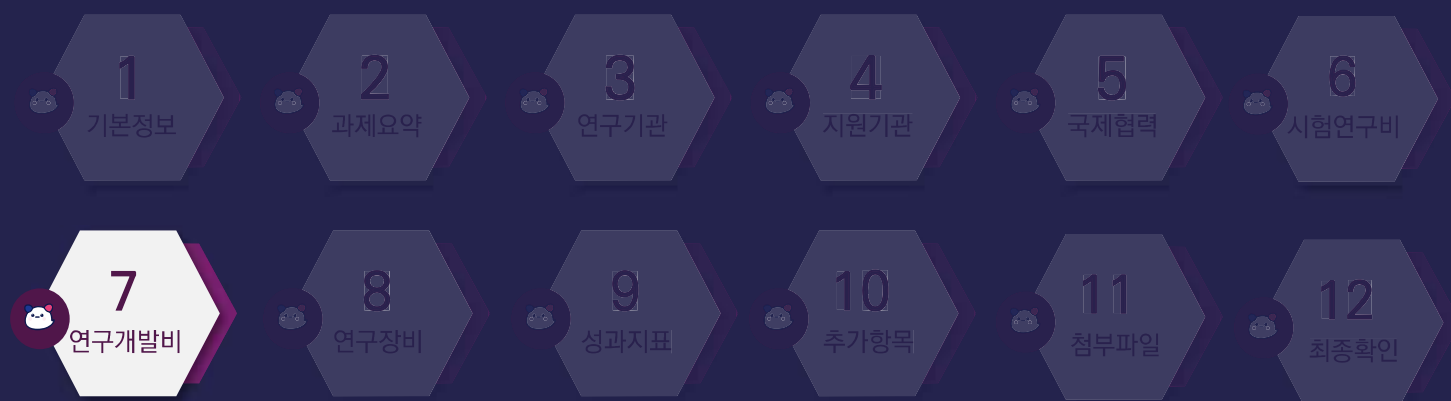 1
기본정보
2
과제요약
3
연구기관
4
지원기관
5
국제협력
6
시험연구비
7
연구개발비
8
연구장비
9
성과지표
10
추가항목
11
첨부파일
12
최종확인